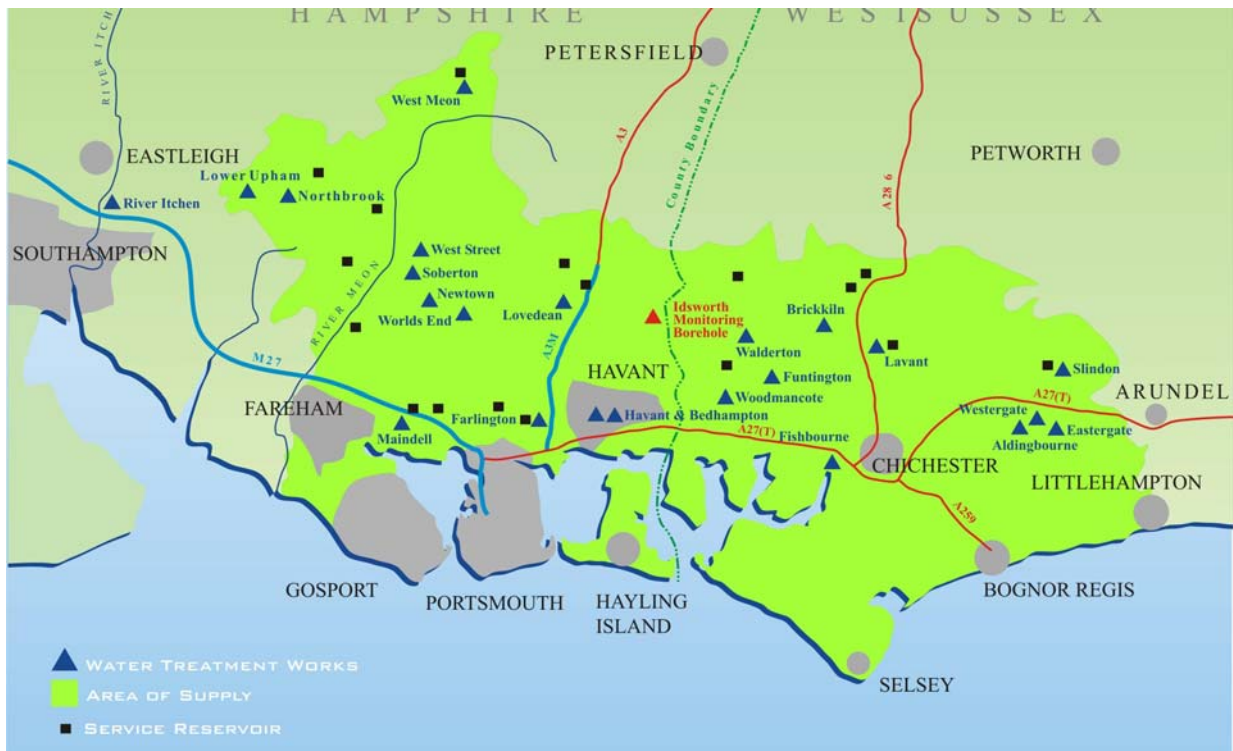 HAMPSHIRE
WEST SUSSEX
RIVER ITCH
PETERSFIELD
West Meon
A3
County Boundary
A28 6
EASTLEIGH
PETWORTH
Lower Upham
Northbrook
River Itchen
SOUTHAMPTON
West Street
Soberton
Newtown
Worlds End
RIVER MEON
Lovedean
A3M
Idsworth
Monitoring
Borehole
Brickkiln
Walderton
Lavant
M27
HAVANT
Funtington
Slindon
Woodmancote
ARUNDEL
FAREHAM
Farlington
Havant & Bedhampton
A27(T)
Westergate
Maindell
A27(T)
Fishbourne
Eastergate
Aldingbourne
CHICHESTER
LITTLEHAMPTON
A259
GOSPORT
PORTSMOUTH
HAYLING
ISLAND
BOGNOR REGIS
SELSEY
WATER TREATMENT WORKS
AREA OF SUPPLY
SERVICE RESERVOIR